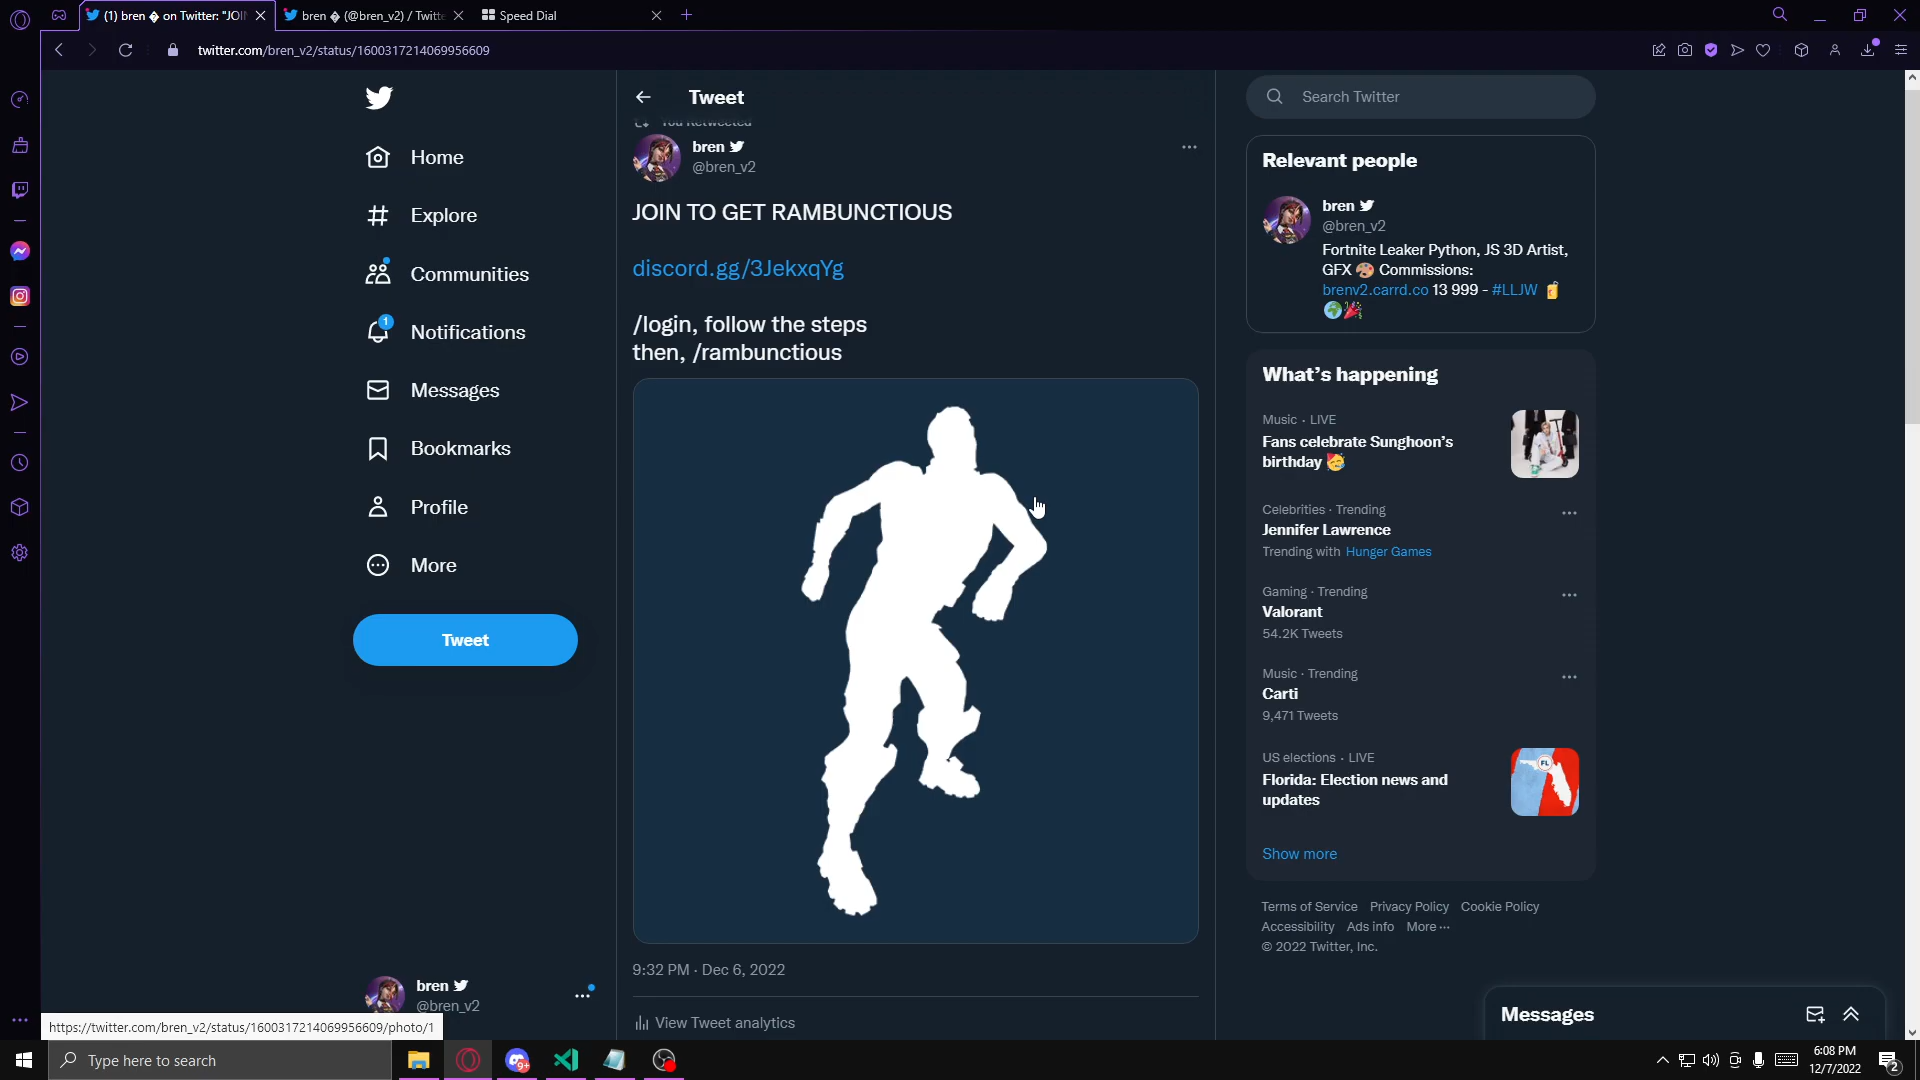 (1) bren � on Twitter: "JOI
bren � (@bren_v2) / Twitte
Speed Dial
twitter.com/bren_v2/status/1600317214069956609
Tweet
Search Twitter
You Retweeted
bren
@bren_v2
JOIN TO GET RAMBUNCTIOUS
discord.gg/3JekxqYg
/login, follow the steps
then, /rambunctious
Home
Explore
Communities
1
Notifications
Messages
Bookmarks
Profile
More
Tweet
Relevant people
bren
@bren_v2
Fortnite Leaker Python, JS 3D Artist,
GFX 🎨 Commissions:
brenv2.carrd.co 13 999 - #LLJW 🧃
🌍🎉
What's happening
Music · LIVE
Fans celebrate Sunghoon's
birthday 🥳
Celebrities · Trending
Jennifer Lawrence
Trending with Hunger Games
Gaming · Trending
Valorant
54.2K Tweets
Music · Trending
Carti
9,471 Tweets
US elections · LIVE
Florida: Election news and
updates
FL
Show more
Terms of Service Privacy Policy Cookie Policy
Accessibility Ads info More ···
© 2022 Twitter, Inc.
9:32 PM · Dec 6, 2022
View Tweet analytics
bren
@bren_v2
Messages
https://twitter.com/bren_v2/status/1600317214069956609/photo/1
Type here to search
9+
6:08 PM
12/7/2022
2